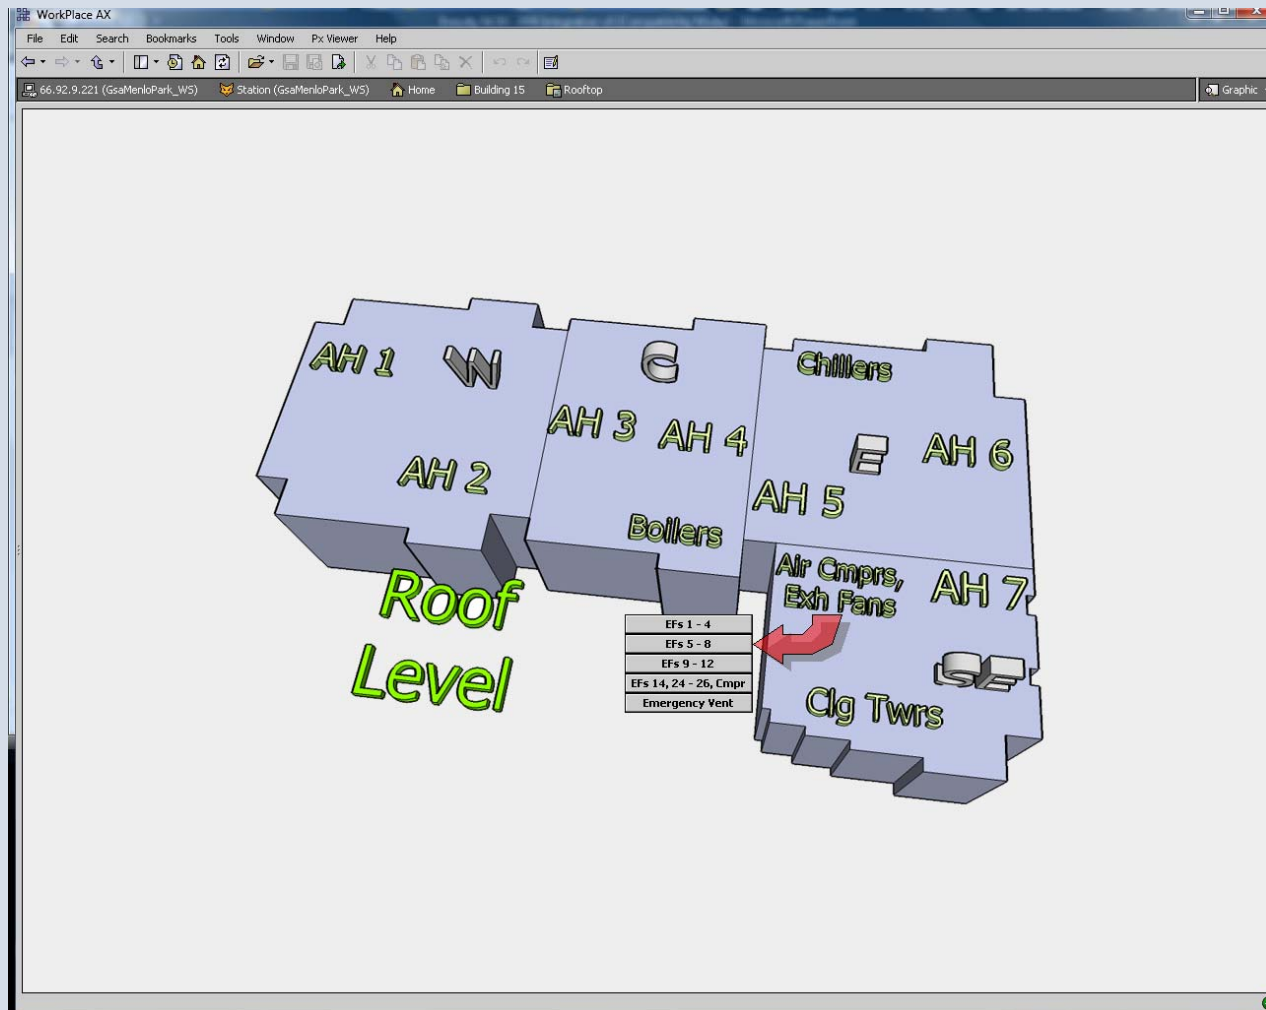 WorkPlace AX
File Edit Search Bookmarks Tools Window Px Viewer Help
66.92.9.221 (GsaMenloPark_WS) Station (GsaMenloPark_WS) Home Building 15 Rooftop Graphic
AH 1 W C Chillers
AH 3 AH 4 E AH 6
AH 2 AH 5
Boilers
Air Cmprs,
Exh Fans
AH 7
Roof
Level
EFs 1 - 4
EFs 5 - 8
EFs 9 - 12
EFs 14, 24 - 26, Cmpr
Emergency Vent
SE
Clg Twrs